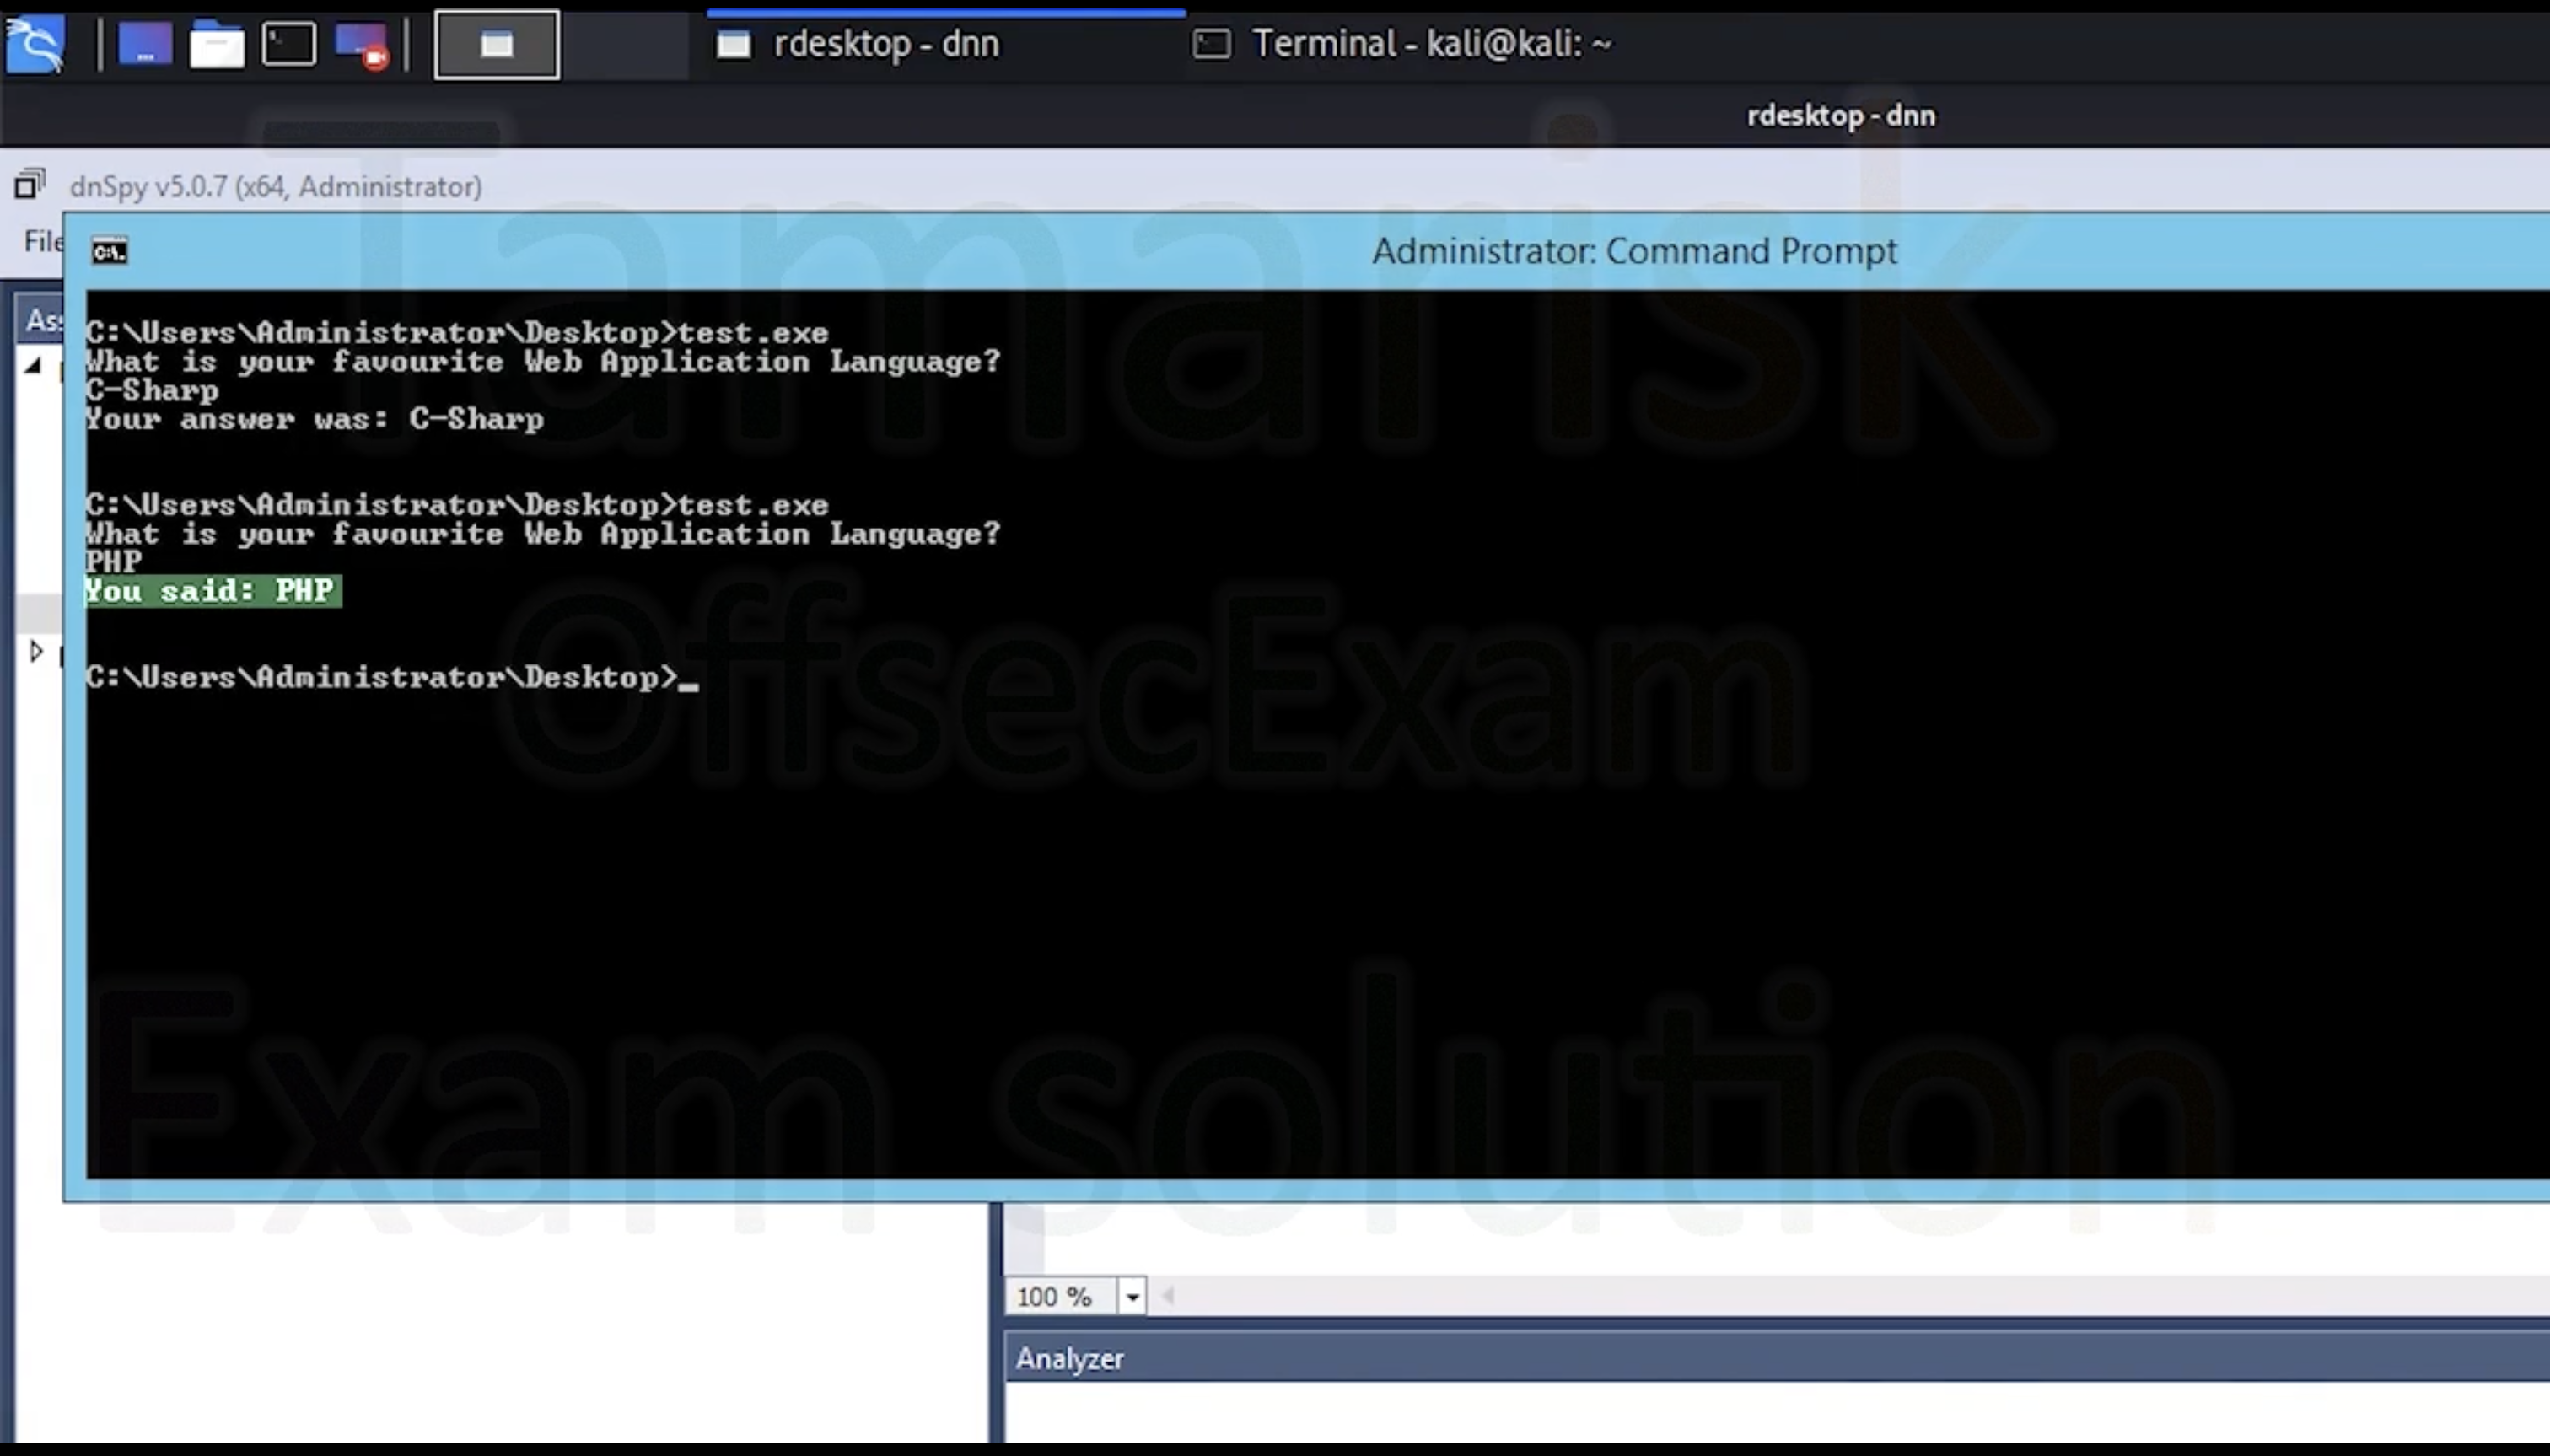 rdesktop - dnn
Terminal - kali@kali: ~
rdesktop - dnn
dnSpy v5.0.7 (x64, Administrator)
File
Administrator: Command Prompt
Ass
C:\Users\Administrator\Desktop>test.exe
What is your favourite Web Application Language?
C-Sharp
Your answer was: C-Sharp
C:\Users\Administrator\Desktop>test.exe
What is your favourite Web Application Language?
PHP
You said: PHP
C:\Users\Administrator\Desktop>_
Tamarisk
OffsecExam
Exam solution
100 %
Analyzer